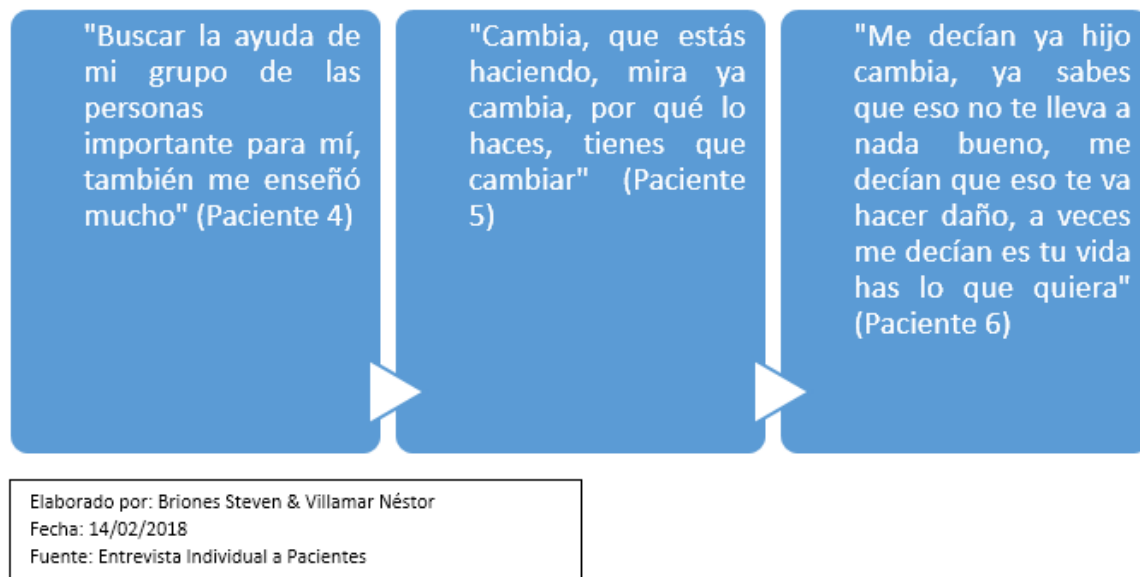 "Buscar la ayuda de
mi grupo de las
personas
importante para mí,
también me enseñó
mucho" (Paciente 4)
"Cambia, que estás
haciendo, mira ya
cambia, por qué lo
haces, tienes que
cambiar" (Paciente
5)
"Me decían ya hijo
cambia, ya sabes
que eso no te lleva a
nada bueno, me
decían que eso te va
hacer daño, a veces
me decían es tu vida
has lo que quiera"
(Paciente 6)
Elaborado por: Briones Steven & Villamar Néstor
Fecha: 14/02/2018
Fuente: Entrevista Individual a Pacientes